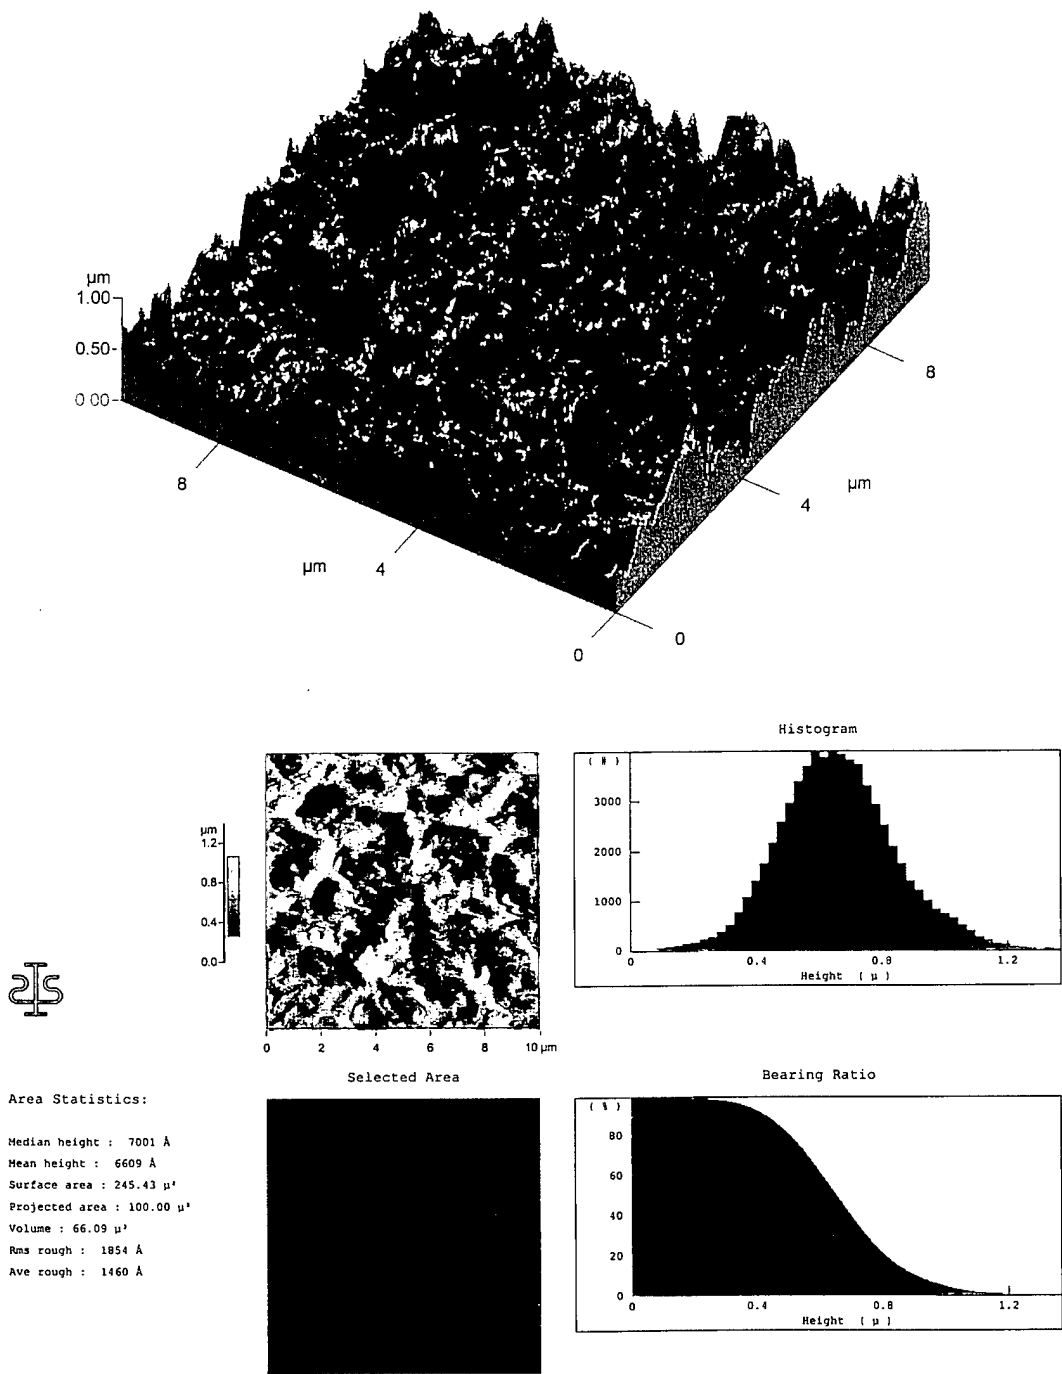 µm
1.00
0.50
0.00
8
4
µm
0
0
4
µm
8
Histogram
( # )
3000
2000
1000
0
0
0.4
0.8
1.2
Height ( µ )
µm
1.2
0.8
0.4
0.0
0
2
4
6
8
10 µm
Selected Area
Bearing Ratio
( % )
80
60
40
20
0
0
0.4
0.8
1.2
Height ( µ )
Area Statistics:
Median height : 7001 Å
Mean height : 6609 Å
Surface area : 245.43 µ²
Projected area : 100.00 µ²
Volume : 66.09 µ³
Rms rough : 1854 Å
Ave rough : 1460 Å